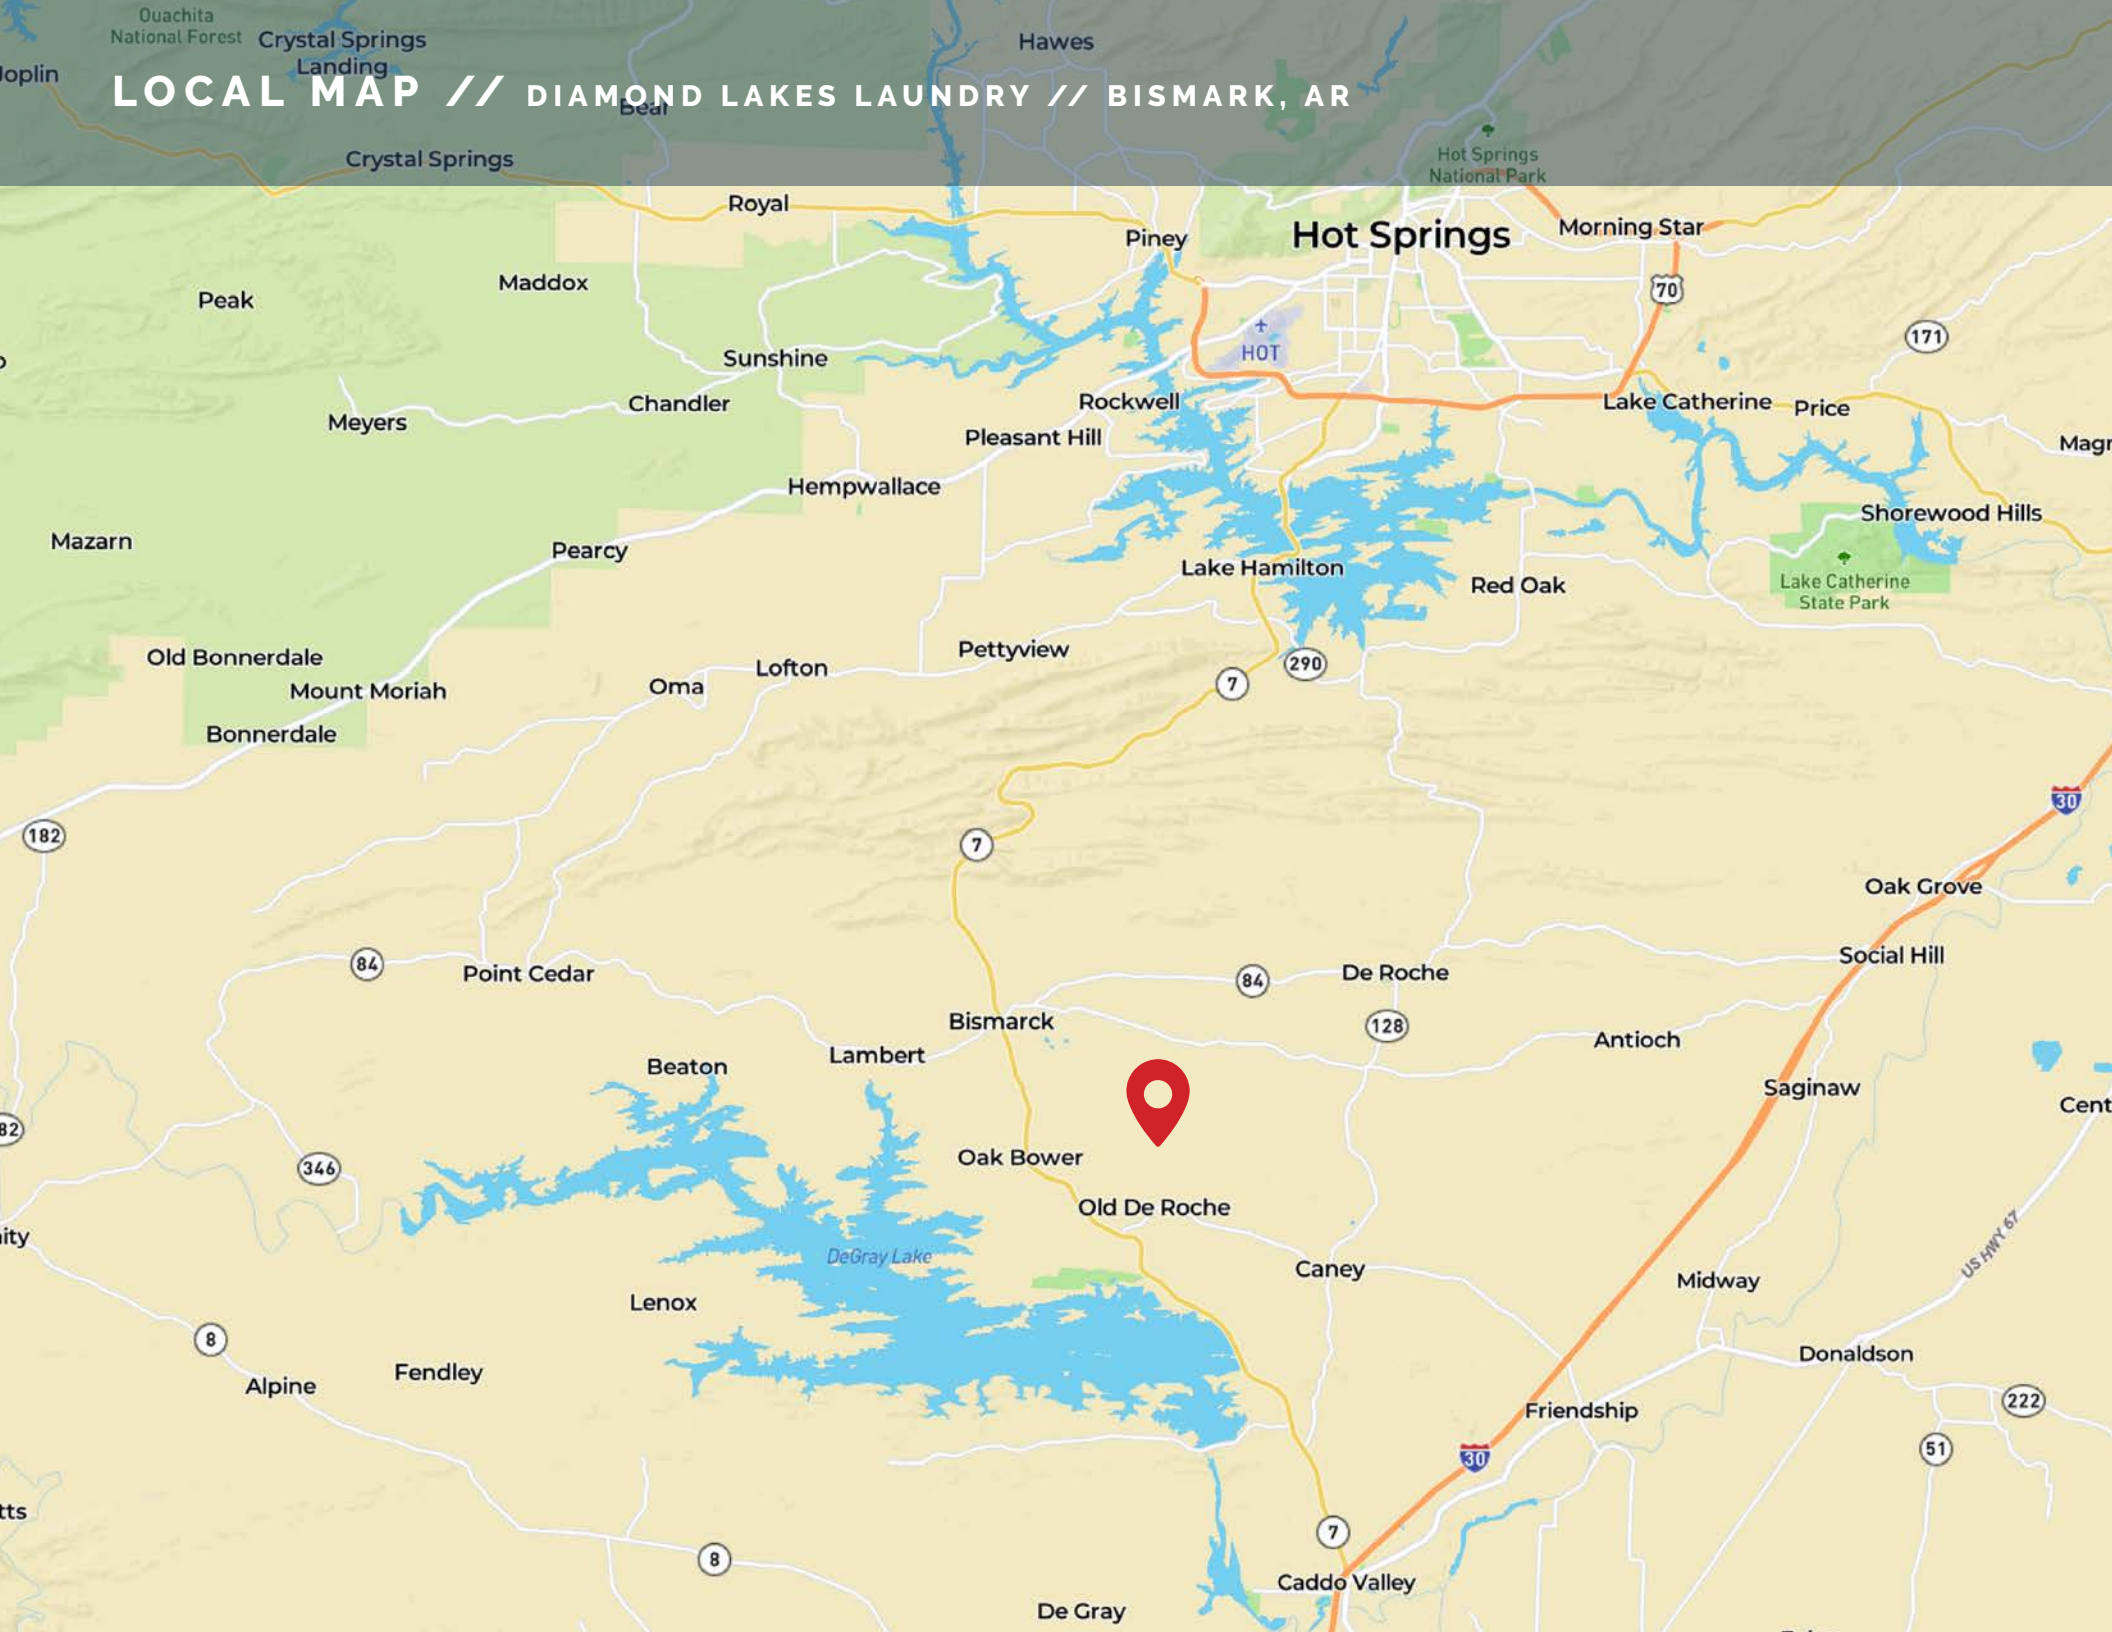 Ouachita
National Forest
Crystal Springs
Landing
Hawes
LOCAL MAP // DIAMOND LAKES LAUNDRY // BISMARK, AR
Bear
Crystal Springs
Hot Springs
National Park
Royal
Piney
Hot Springs
Morning Star
Maddox
Peak
70
171
HOT
Sunshine
Chandler
Rockwell
Lake Catherine
Price
Meyers
Pleasant Hill
Hempwallace
Shorewood Hills
Mazarn
Pearcy
Lake Hamilton
Red Oak
Lake Catherine
State Park
Old Bonnerdale
Pettyview
Lofton
290
7
Oma
Mount Moriah
Bonnerdale
30
182
7
Oak Grove
Social Hill
84
Point Cedar
84
De Roche
Bismarck
128
Antioch
Lambert
Beaton
Saginaw
346
Oak Bower
Old De Roche
US HWY 67
DeGray Lake
Caney
Midway
Lenox
8
Donaldson
Alpine
Fendley
222
Friendship
51
30
7
8
Caddo Valley
De Gray